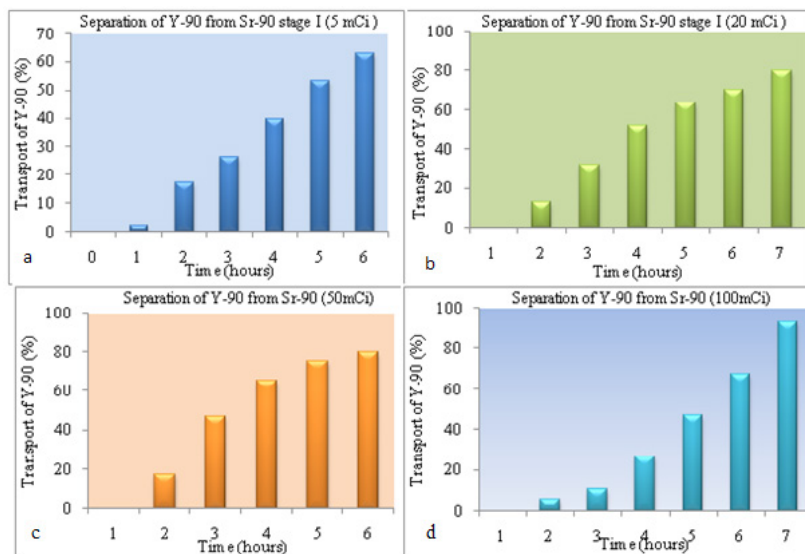 Separation of Y-90 from Sr-90 stage I (5 mCi )
Transport of Y-90 (%)
70
60
50
40
30
20
10
0
0 1 2 3 4 5 6
Time (hours)
a
Separation of Y-90 from Sr-90 stage I (20 mCi )
Transport of Y-90 (%)
100
80
60
40
20
0
1 2 3 4 5 6 7
Time (hours)
b
Separation of Y-90 from Sr-90 (50mCi)
Transport of Y-90 (%)
100
80
60
40
20
0
1 2 3 4 5 6
Time (hours)
c
Separation of Y-90 from Sr-90 (100mCi)
Transport of Y-90 (%)
100
80
60
40
20
0
1 2 3 4 5 6 7
Time (hours)
d